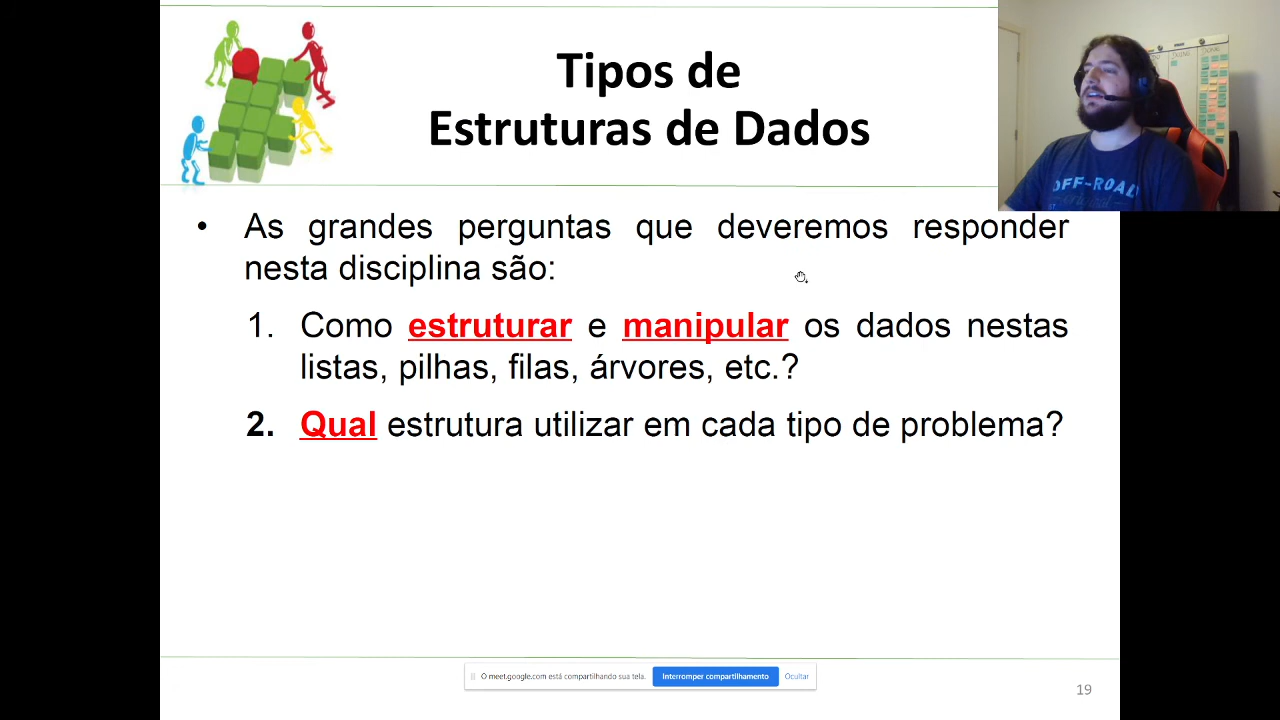 Tipos de
Estruturas de Dados
• As grandes perguntas que deveremos responder
nesta disciplina são:
1. Como estruturar e manipular os dados nestas
listas, pilhas, filas, árvores, etc.?
2. Qual estrutura utilizar em cada tipo de problema?
OFF-ROAD
O meet.google.com está compartilhando sua tela.
Interromper compartilhamento
Ocultar
19